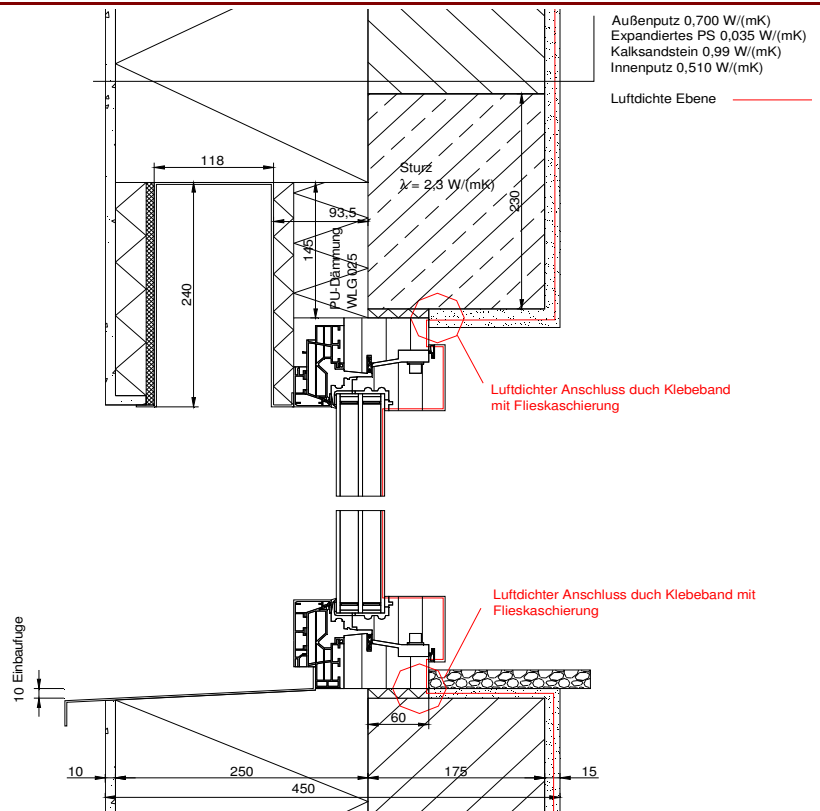 Außenputz 0,700 W/(mK)
Expandiertes PS 0,035 W/(mK)
Kalksandstein 0,99 W/(mK)
Innenputz 0,510 W/(mK)
Luftdichte Ebene
118
Sturz
λ = 2,3 W/(mK)
93,5
230
145
PU-Dämmung
WLG 025
240
Luftdichter Anschluss duch Klebeband
mit Flieskaschierung
Luftdichter Anschluss duch Klebeband mit
Flieskaschierung
10 Einbaufuge
60
10
250
175
15
450